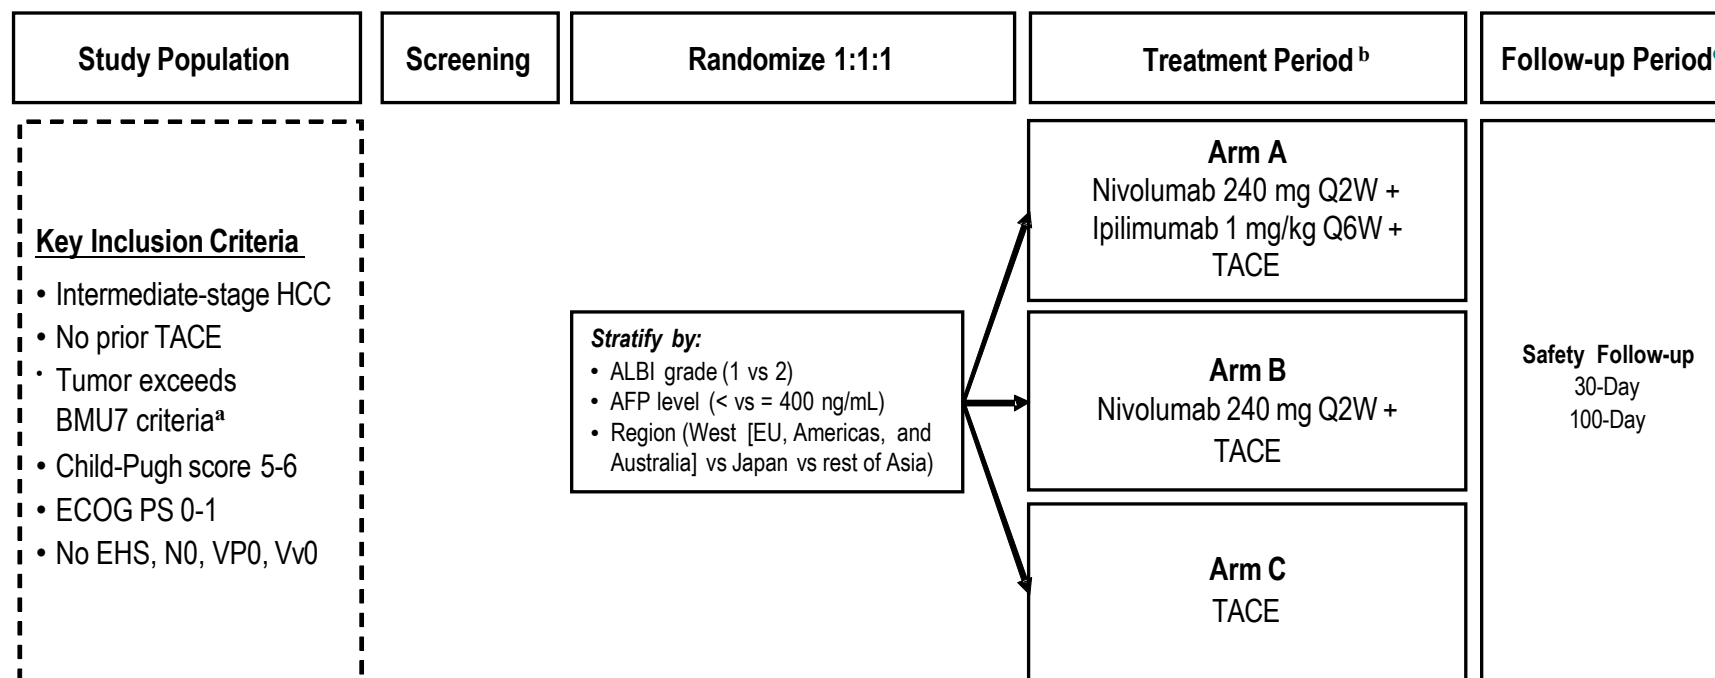 Study Population
Screening
Randomize 1:1:1
Treatment Period b
Follow-up Period
Key Inclusion Criteria
• Intermediate-stage HCC
• No prior TACE
• Tumor exceeds
BMU7 criteriaa
• Child-Pugh score 5-6
• ECOG PS 0-1
• No EHS, N0, VP0, Vv0
Stratify by:
• ALBI grade (1 vs 2)
• AFP level (< vs = 400 ng/mL)
• Region (West [EU, Americas, and
Australia] vs Japan vs rest of Asia)
Arm A
Nivolumab 240 mg Q2W +
Ipilimumab 1 mg/kg Q6W +
TACE
Arm B
Nivolumab 240 mg Q2W +
TACE
Arm C
TACE
Safety Follow-up
30-Day
100-Day